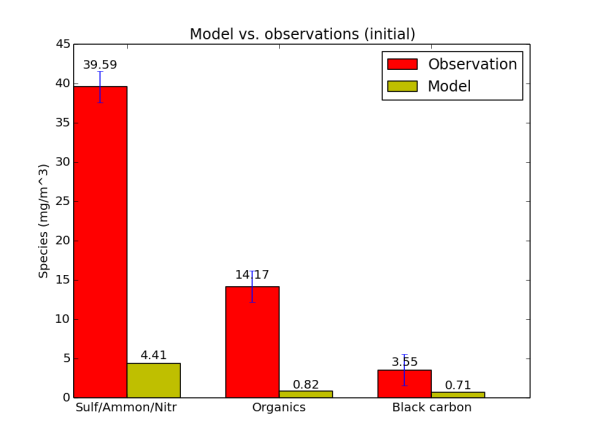 Model vs. observations (initial)
Observation
Model
Species (mg/m^3)
45
40
35
30
25
20
15
10
5
0
39.59
4.41
14.17
0.82
3.55
0.71
Sulf/Ammon/Nitr
Organics
Black carbon